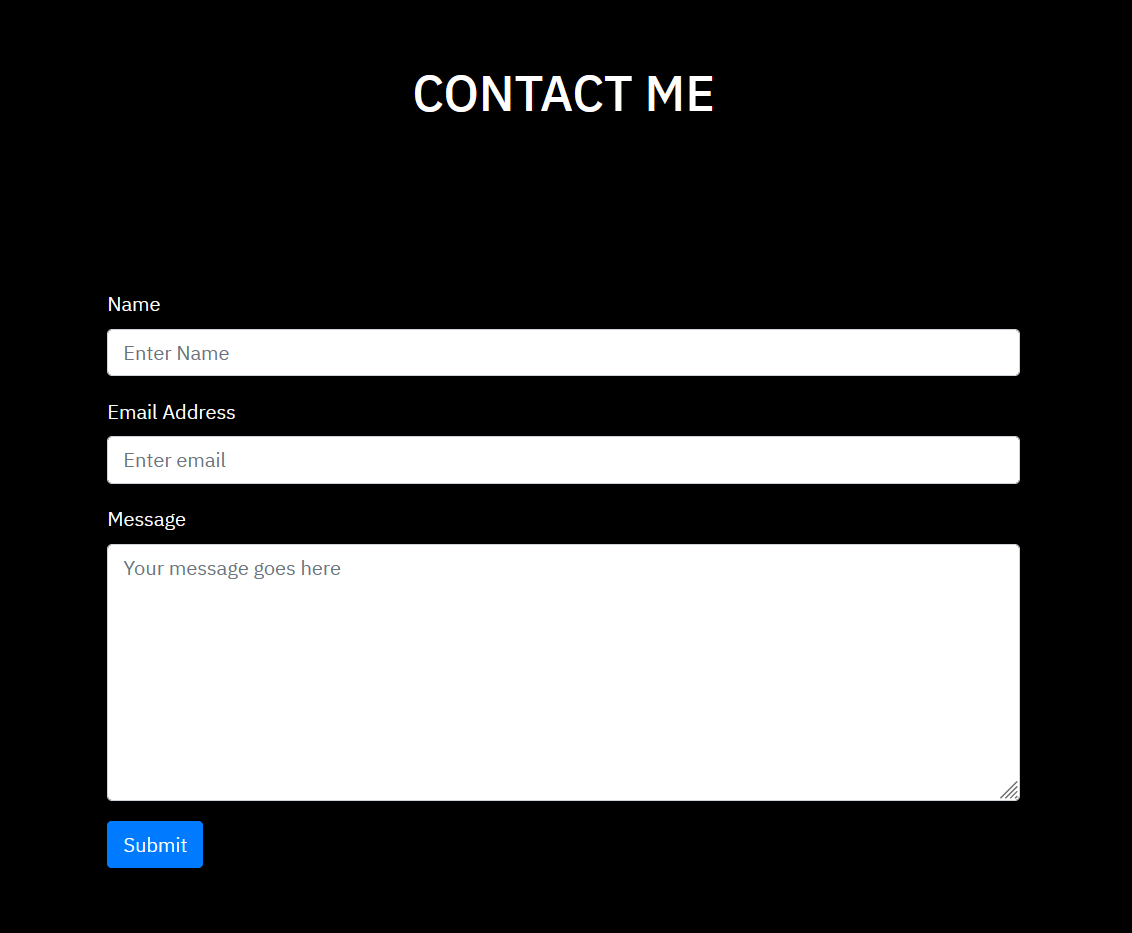 CONTACT ME
Name
Enter Name
Email Address
Enter email
Message
Your message goes here
Submit